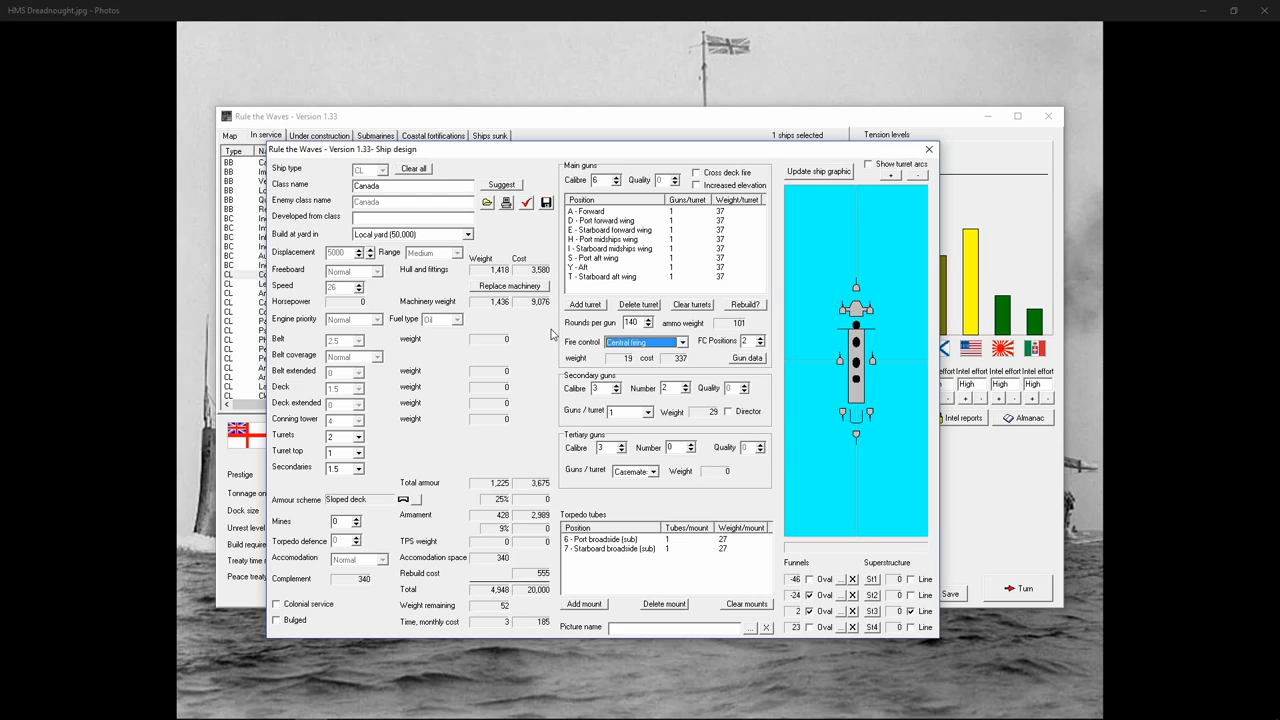 HMS Dreadnought.jpg - Photos
Rule the Waves - Version 1.33
Map In service Under construction Submarines Coastal fortifications Ships sunk 1 ships selected Tension levels
Type
BB
BB
BB
BB
BB
BC
BC
BC
BC
BC
BC
CL
CL
CL
CL
CL
CL
CL
CL
CL
CL
CL
CL
CL
CL
Rule the Waves - Version 1.33- Ship design
Ship type CL Clear all
Class name Canada Suggest
Enemy class name Canada
Developed from class
Build at yard in Local yard (50,000)
Displacement 5000 Range Medium
Weight Cost
Freeboard Normal Hull and fittings 1,418 3,580
Speed 26 Replace machinery
Horsepower 0 Machinery weight 1,436 9,076
Engine priority Normal Fuel type Oil
Belt 2.5 weight 0
Belt coverage Normal
Belt extended 0 weight 0
Deck 1.5 weight 0
Deck extended 0 weight 0
Conning tower 4 weight 0
Turrets 2
Turret top 1
Secondaries 1.5
Total armour 1,225 3,675
Armour scheme Sloped deck 25% 0
Armament 428 2,989
Mines 0 9% 0
Torpedo defence 0 TPS weight 0 0
Accomodation Normal Accomodation space 340
Complement 340 Rebuild cost 555
Total 4,948 20,000
Colonial service Weight remaining 52
Bulged Time, monthly cost 3 185
Main guns
Calibre 6 Quality 0 Cross deck fire
Increased elevation
Position Guns/turret Weight/turret
A - Forward 1 37
D - Port forward wing 1 37
E - Starboard forward wing 1 37
H - Port midships wing 1 37
I - Starboard midships wing 1 37
S - Port aft wing 1 37
Y - Aft 1 37
T - Starboard aft wing 1 37
Add turret Delete turret Clear turrets Rebuild?
Rounds per gun 140 ammo weight 101
Fire control Central firing FC Positions 2
weight 19 cost 337 Gun data
Secondary guns
Calibre 3 Number 2 Quality 0
Guns / turret 1 Weight 29 Director
Tertiary guns
Calibre 3 Number 0 Quality 0
Guns / turret Casemate Weight 0
Torpedo tubes
Position Tubes/mount Weight/mount
6 - Port broadside (sub) 1 27
7 - Starboard broadside (sub) 1 27
Add mount Delete mount Clear mounts
Picture name ... X
Update ship graphic Show turret arcs
+ -
Funnels Superstructure
-46 Oval ... X St1 0 Line
-24 Oval ... X St2 0 Line
2 Oval ... X St3 0 Line
23 Oval ... X St4 0 Line
High High High
Intel reports Almanac
Save Turn
Prestige
Tonnage on
Dock size
Unrest level
Build require
Treaty time r
Peace treaty